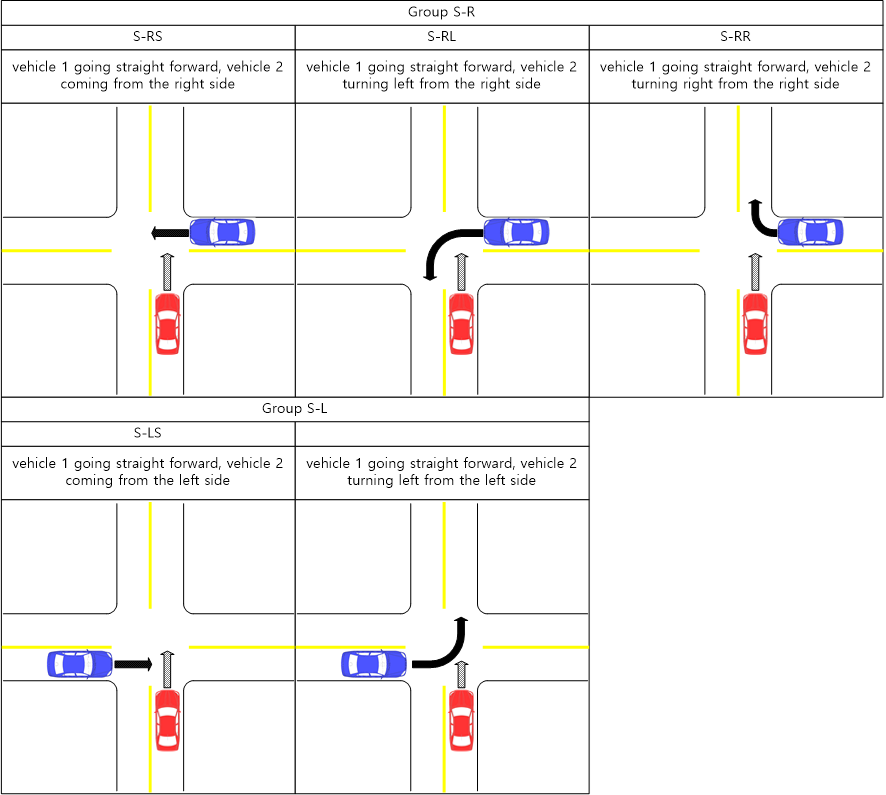 Group S-R
S-RS
S-RL
S-RR
vehicle 1 going straight forward, vehicle 2
coming from the right side
vehicle 1 going straight forward, vehicle 2
turning left from the right side
vehicle 1 going straight forward, vehicle 2
turning right from the right side
Group S-L
S-LS
vehicle 1 going straight forward, vehicle 2
coming from the left side
vehicle 1 going straight forward, vehicle 2
turning left from the left side